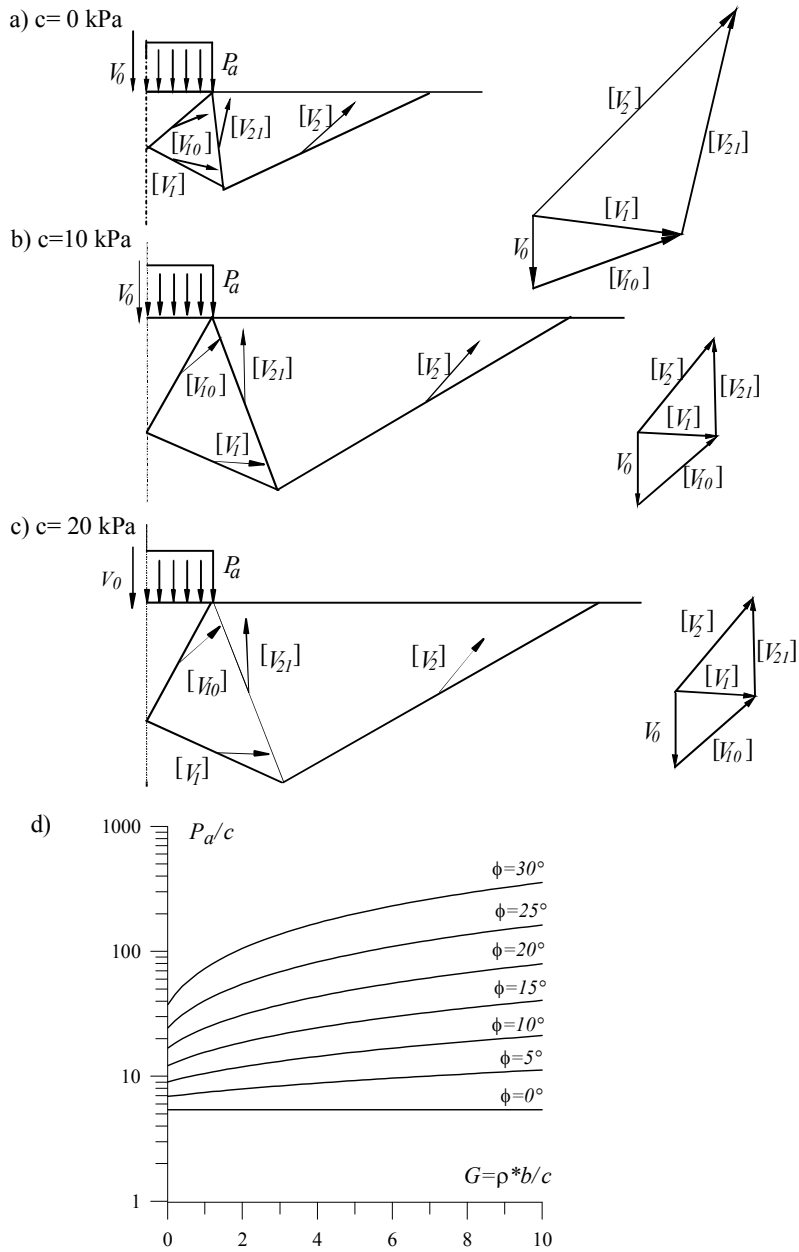 a) c= 0 kPa
V0
Pa
[V10]
[V21]
[V2]
[V1]
[V2]
[V21]
[V1]
V0
[V10]
b) c=10 kPa
V0
Pa
[V10]
[V21]
[V2]
[V1]
[V2]
[V21]
[V1]
V0
[V10]
c) c= 20 kPa
V0
Pa
[V10]
[V21]
[V2]
[V1]
[V2]
[V21]
[V1]
V0
[V10]
d)
1000
Pa/c
ϕ=30°
ϕ=25°
100
ϕ=20°
ϕ=15°
ϕ=10°
10
ϕ=5°
ϕ=0°
G=ρ*b/c
1
0 2 4 6 8 10